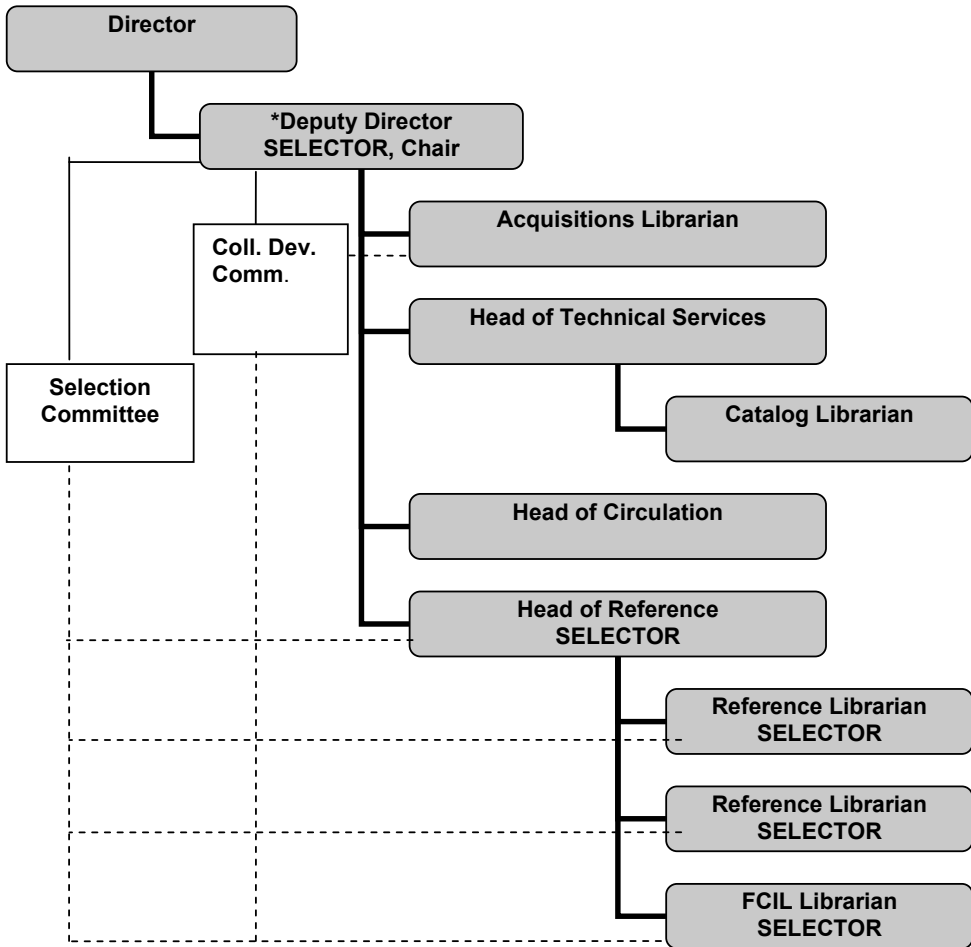 Director
*Deputy Director
SELECTOR, Chair
Acquisitions Librarian
Coll. Dev.
Comm.
Head of Technical Services
Selection
Committee
Catalog Librarian
Head of Circulation
Head of Reference
SELECTOR
Reference Librarian
SELECTOR
Reference Librarian
SELECTOR
FCIL Librarian
SELECTOR